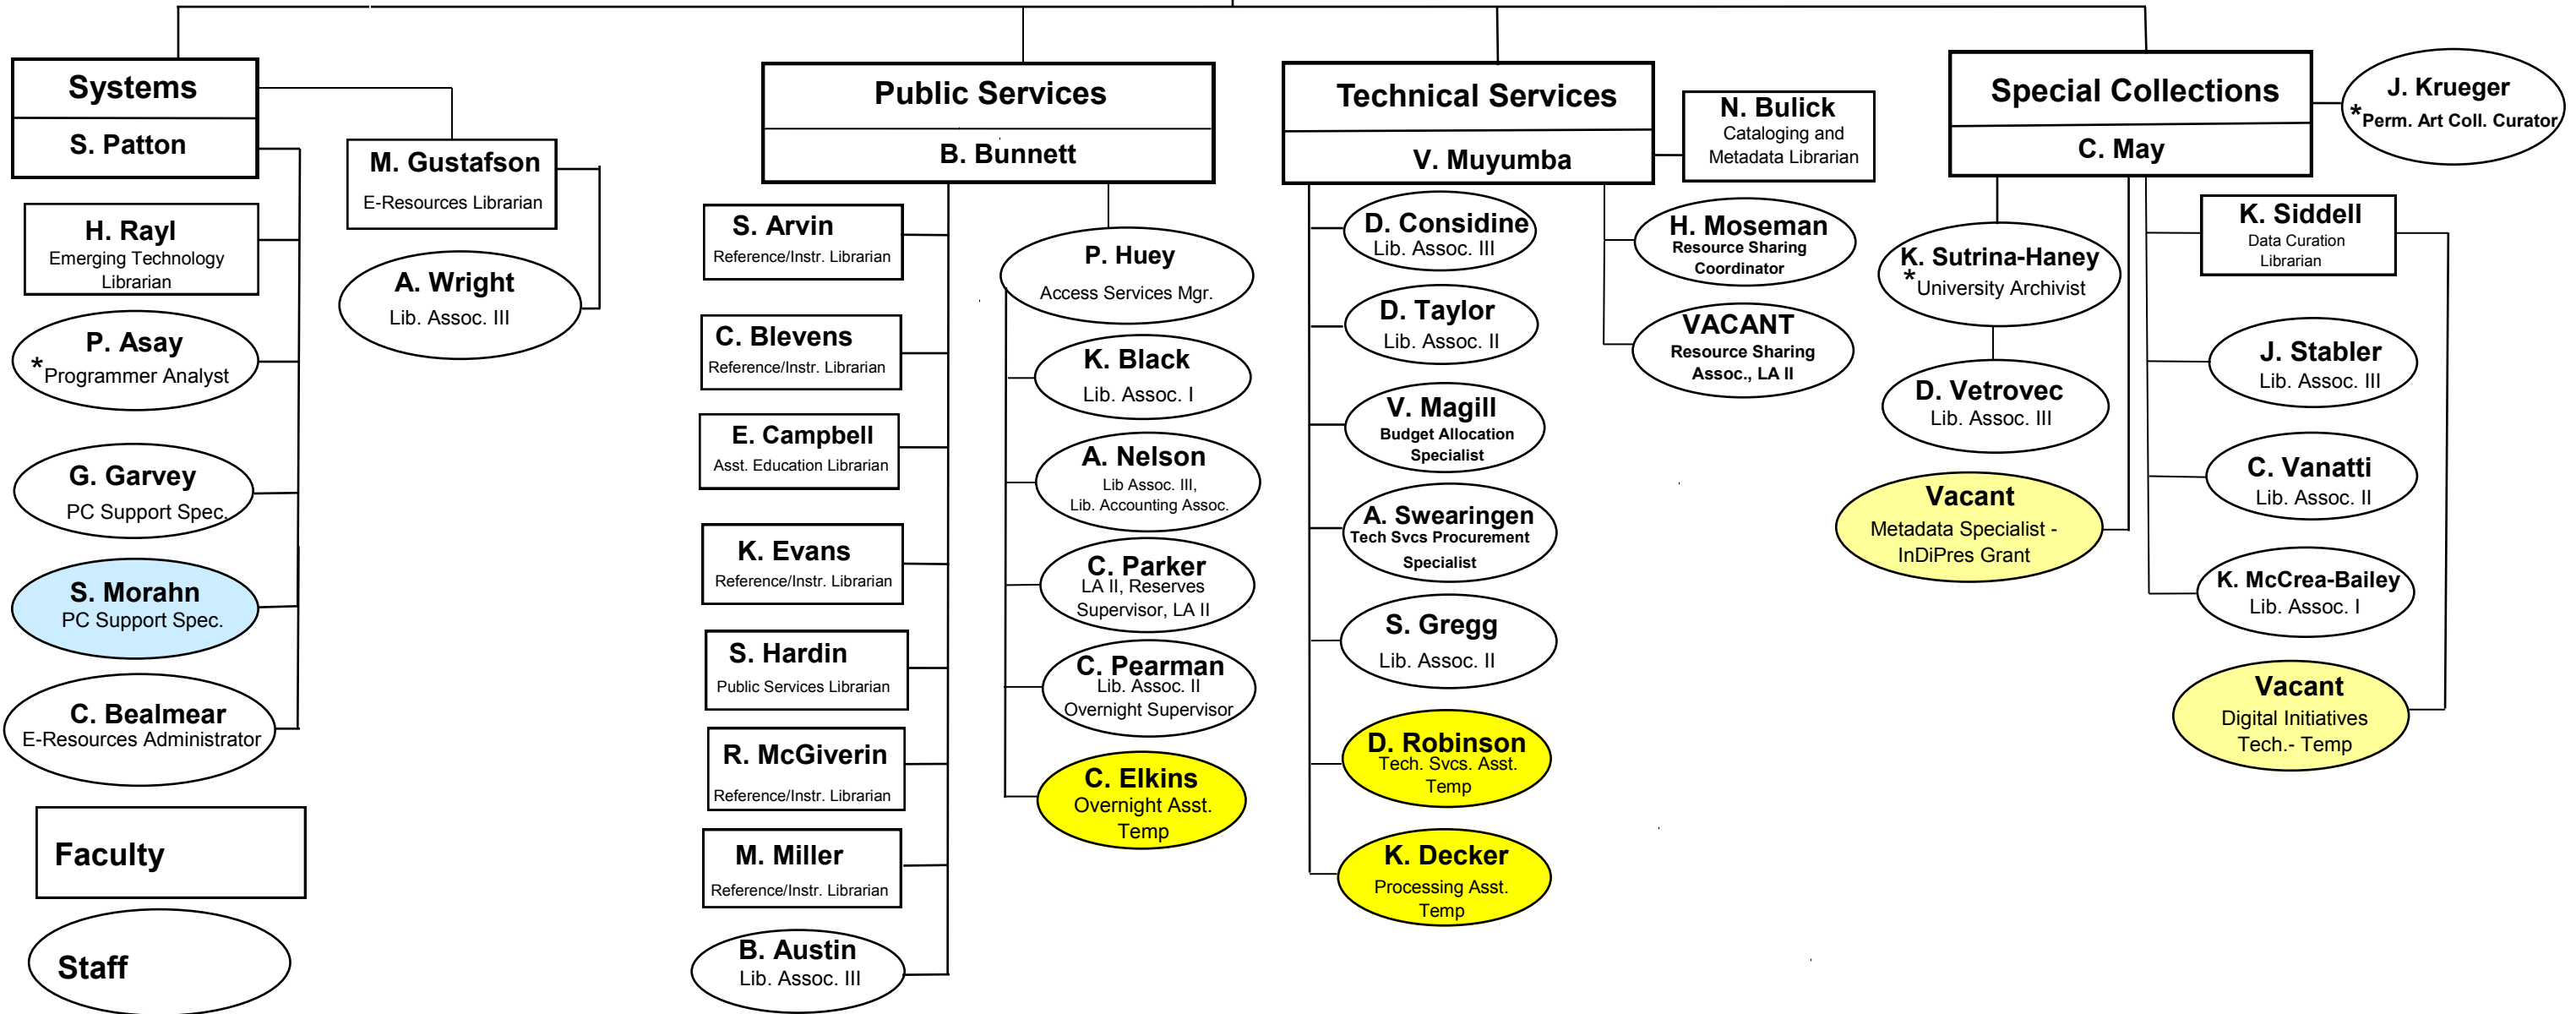 Systems
S. Patton
H. Rayl
Emerging Technology
Librarian
P. Asay
*Programmer Analyst
G. Garvey
PC Support Spec.
S. Morahn
PC Support Spec.
C. Bealmear
E-Resources Administrator
Faculty
Staff
M. Gustafson
E-Resources Librarian
A. Wright
Lib. Assoc. III
Public Services
B. Bunnett
S. Arvin
Reference/Instr. Librarian
C. Blevens
Reference/Instr. Librarian
E. Campbell
Asst. Education Librarian
K. Evans
Reference/Instr. Librarian
S. Hardin
Public Services Librarian
R. McGiverin
Reference/Instr. Librarian
M. Miller
Reference/Instr. Librarian
B. Austin
Lib. Assoc. III
P. Huey
Access Services Mgr.
K. Black
Lib. Assoc. I
A. Nelson
Lib Assoc. III,
Lib. Accounting Assoc.
C. Parker
LA II, Reserves
Supervisor, LA II
C. Pearman
Lib. Assoc. II
Overnight Supervisor
C. Elkins
Overnight Asst.
Temp
Technical Services
V. Muyumba
N. Bulick
Cataloging and
Metadata Librarian
D. Considine
Lib. Assoc. III
D. Taylor
Lib. Assoc. II
V. Magill
Budget Allocation
Specialist
A. Swearingen
Tech Svcs Procurement
Specialist
S. Gregg
Lib. Assoc. II
D. Robinson
Tech. Svcs. Asst.
Temp
K. Decker
Processing Asst.
Temp
H. Moseman
Resource Sharing
Coordinator
VACANT
Resource Sharing
Assoc., LA II
Special Collections
C. May
J. Krueger
*Perm. Art Coll. Curator
K. Sutrina-Haney
*University Archivist
D. Vetrovec
Lib. Assoc. III
Vacant
Metadata Specialist -
InDiPres Grant
K. Siddell
Data Curation
Librarian
J. Stabler
Lib. Assoc. III
C. Vanatti
Lib. Assoc. II
K. McCrea-Bailey
Lib. Assoc. I
Vacant
Digital Initiatives
Tech.- Temp